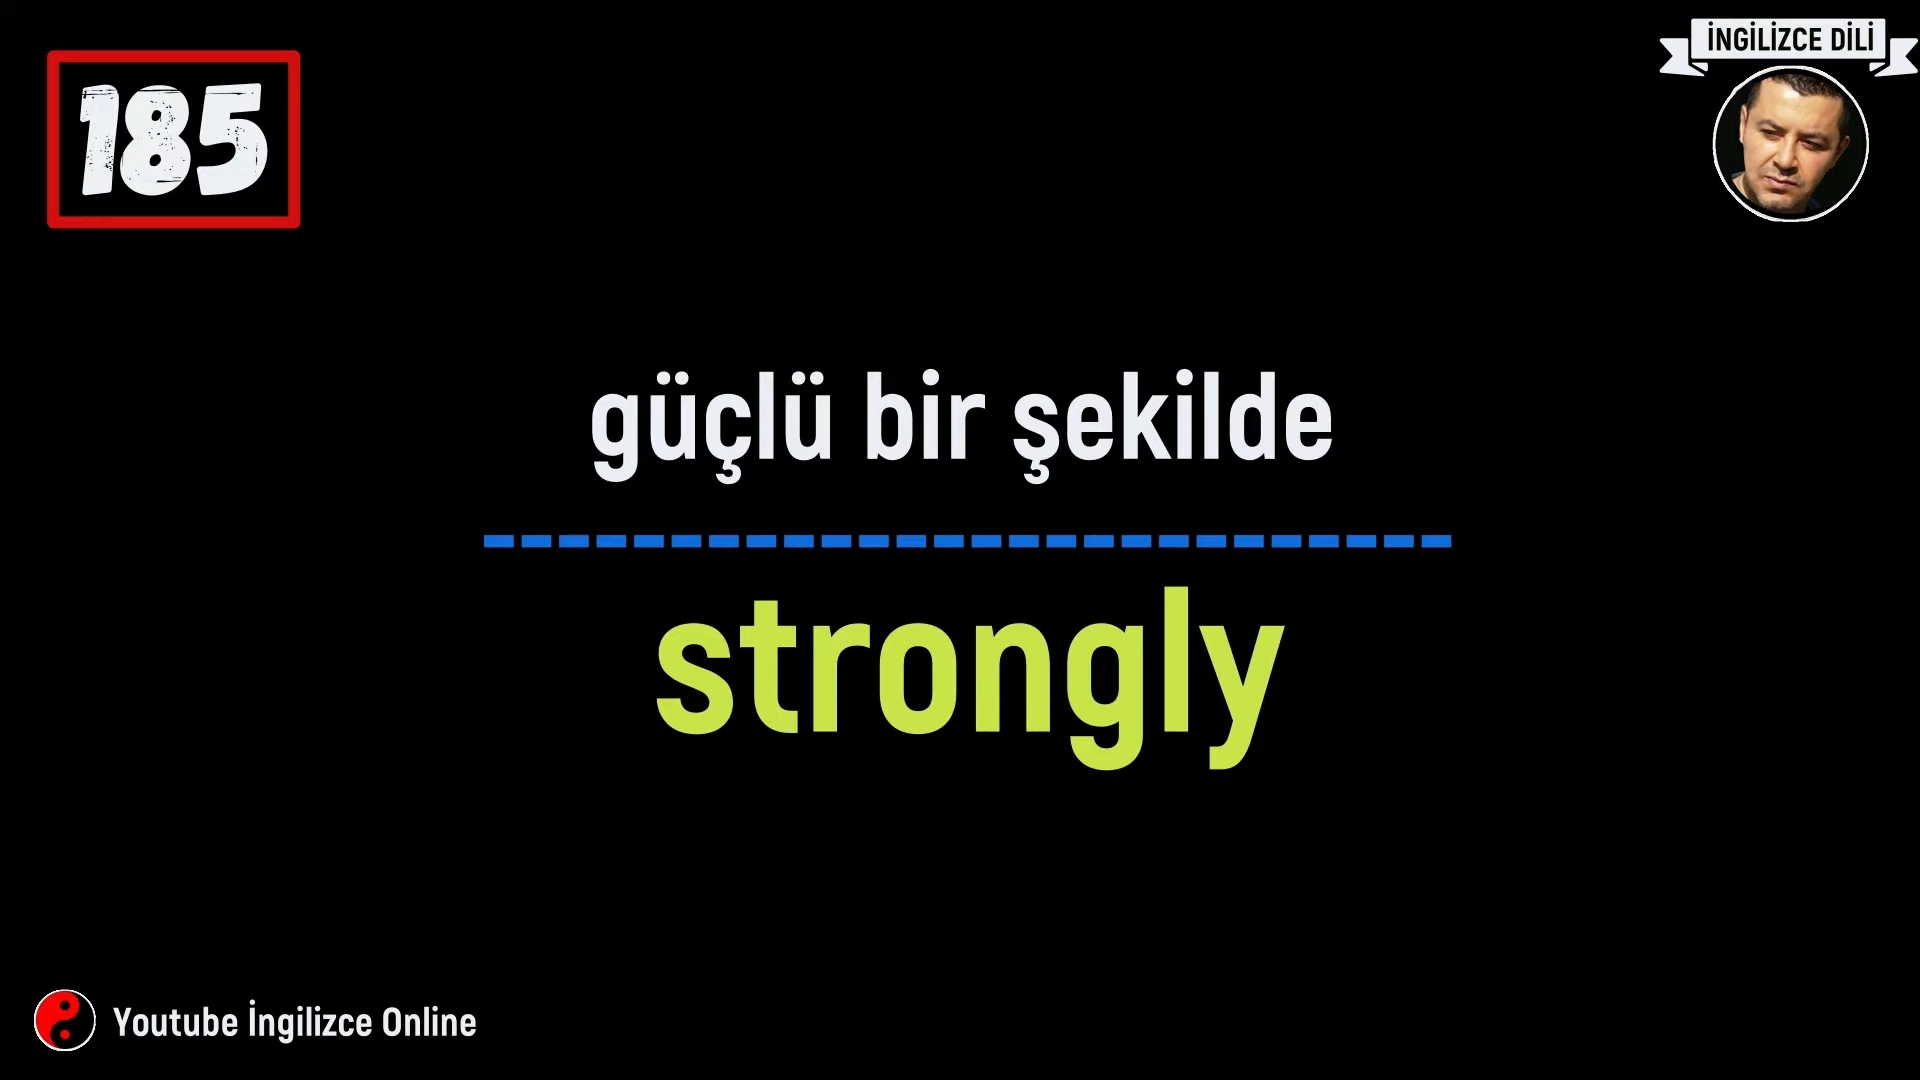 185
İNGİLİZCE DİLİ
güçlü bir şekilde
strongly
Youtube İngilizce Online